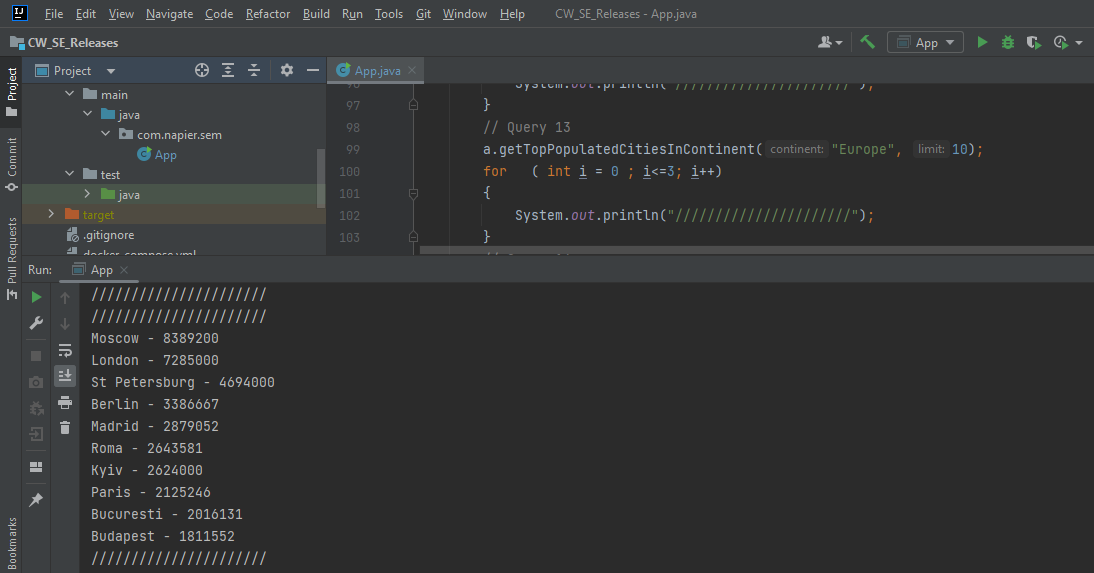 File Edit View Navigate Code Refactor Build Run Tools Git Window Help CW_SE_Releases - App.java
CW_SE_Releases App
Project App.java
main
java
com.napier.sem
App
test
java
target
.gitignore
docker-compose.yml
System.out.println("//////////////////////");
97 }
98 // Query 13
99 a.getTopPopulatedCitiesInContinent( continent: "Europe", limit: 10);
100 for ( int i = 0 ; i<=3; i++)
101 {
102 System.out.println("//////////////////////");
103 }
Project
Commit
Pull Requests
Bookmarks
Run: App
//////////////////////
//////////////////////
Moscow - 8389200
London - 7285000
St Petersburg - 4694000
Berlin - 3386667
Madrid - 2879052
Roma - 2643581
Kyiv - 2624000
Paris - 2125246
Bucuresti - 2016131
Budapest - 1811552
//////////////////////